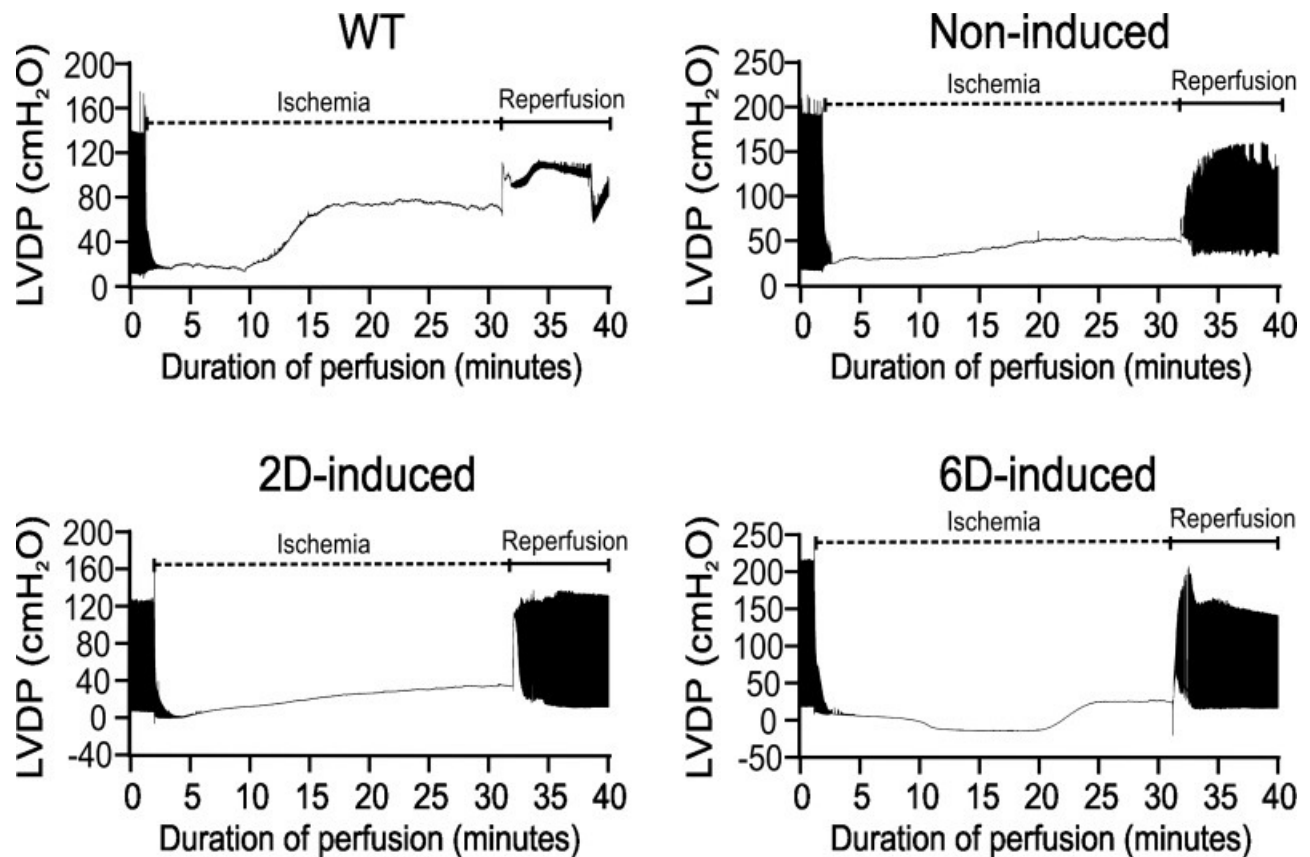 WT
LVDP (cmH₂O)
200
160
120
80
40
0
Ischemia
Reperfusion
0 5 10 15 20 25 30 35 40
Duration of perfusion (minutes)
Non-induced
LVDP (cmH₂O)
250
200
150
100
50
0
Ischemia
Reperfusion
0 5 10 15 20 25 30 35 40
Duration of perfusion (minutes)
2D-induced
LVDP (cmH₂O)
200
160
120
80
40
0
-40
Ischemia
Reperfusion
0 5 10 15 20 25 30 35 40
Duration of perfusion (minutes)
6D-induced
LVDP (cmH₂O)
250
200
150
100
50
0
-50
Ischemia
Reperfusion
0 5 10 15 20 25 30 35 40
Duration of perfusion (minutes)